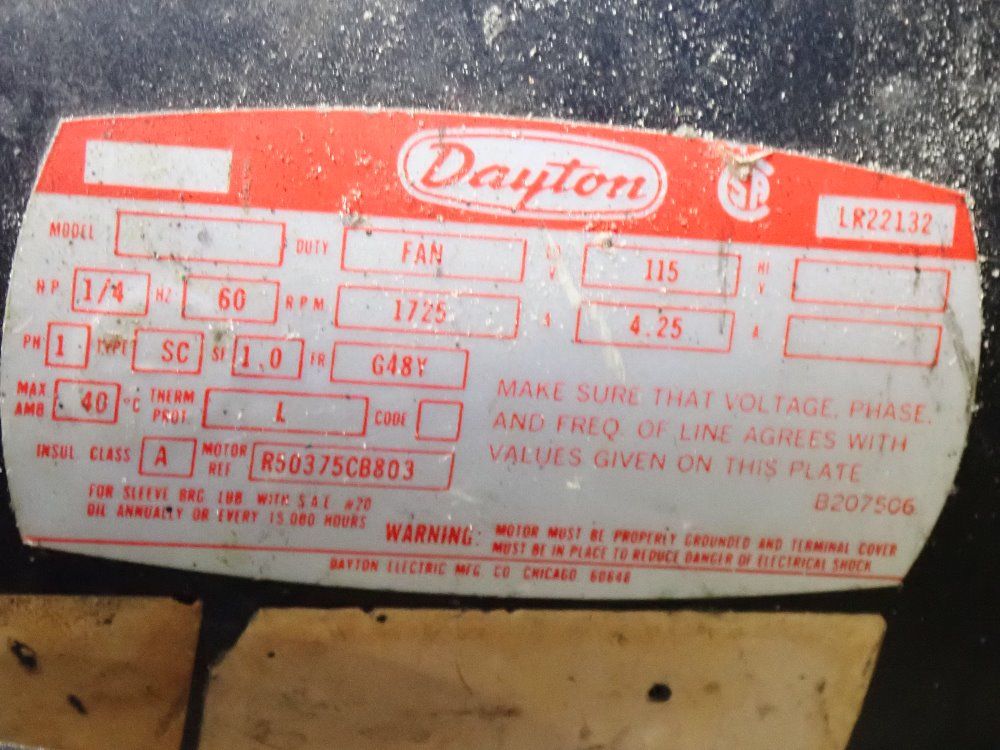 Dayton
LR22132
MODEL DUTY FAN LO V 115 HI V
H.P. 1/4 HZ 60 R.P.M. 1725 A 4.25 A
PH 1 TYPE SC SF 1.0 FR G48Y
MAX AMB 40 °C THERM PROT. L CODE
INSUL CLASS A MOTOR REF R50375CB803
MAKE SURE THAT VOLTAGE, PHASE,
AND FREQ. OF LINE AGREES WITH
VALUES GIVEN ON THIS PLATE
B207506
FOR SLEEVE BRG. LUB WITH S.A.E. #20
OIL ANNUALLY OR EVERY 15,000 HOURS
WARNING: MOTOR MUST BE PROPERLY GROUNDED AND TERMINAL COVER
MUST BE IN PLACE TO REDUCE DANGER OF ELECTRICAL SHOCK
DAYTON ELECTRIC MFG. CO. CHICAGO 60648